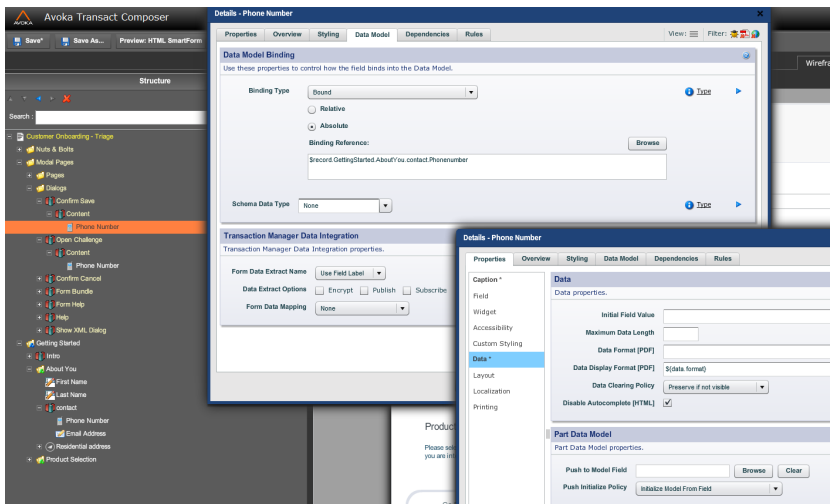 AVOKA
Avoka Transact Composer
Save*
Save As...
Preview: HTML SmartForm
Structure
Search :
Customer Onboarding - Triage
Nuts & Bolts
Modal Pages
Pages
Dialogs
Confirm Save
Content
Phone Number
Open Challenge
Content
Phone Number
Confirm Cancel
Form Bundle
Form Help
Help
Show XML Dialog
Getting Started
Intro
About You
First Name
Last Name
contact
Phone Number
Email Address
Residential address
Product Selection
Details - Phone Number
Properties Overview Styling Data Model Dependencies Rules
View: Filter:
Data Model Binding
Use these properties to control how the field binds into the Data Model.
Binding Type Bound Type
Relative
Absolute
Binding Reference: Browse
$record.GettingStarted.AboutYou.contact.Phonenumber
Schema Data Type None Type
Transaction Manager Data Integration
Transaction Manager Data Integration properties.
Form Data Extract Name Use Field Label
Data Extract Options Encrypt Publish Subscribe
Form Data Mapping None
Details - Phone Number
Properties Overview Styling Data Model Dependencies Rules
Caption *
Field
Widget
Accessibility
Custom Styling
Data *
Layout
Localization
Printing
Data
Data properties.
Initial Field Value
Maximum Data Length
Data Format [PDF]
Data Display Format [PDF] ${data.format}
Data Clearing Policy Preserve if not visible
Disable Autocomplete [HTML]
Part Data Model
Part Data Model properties.
Push to Model Field Browse Clear
Push Initialize Policy Initialize Model From Field
Wirefra
Produc
Please sele
you are int